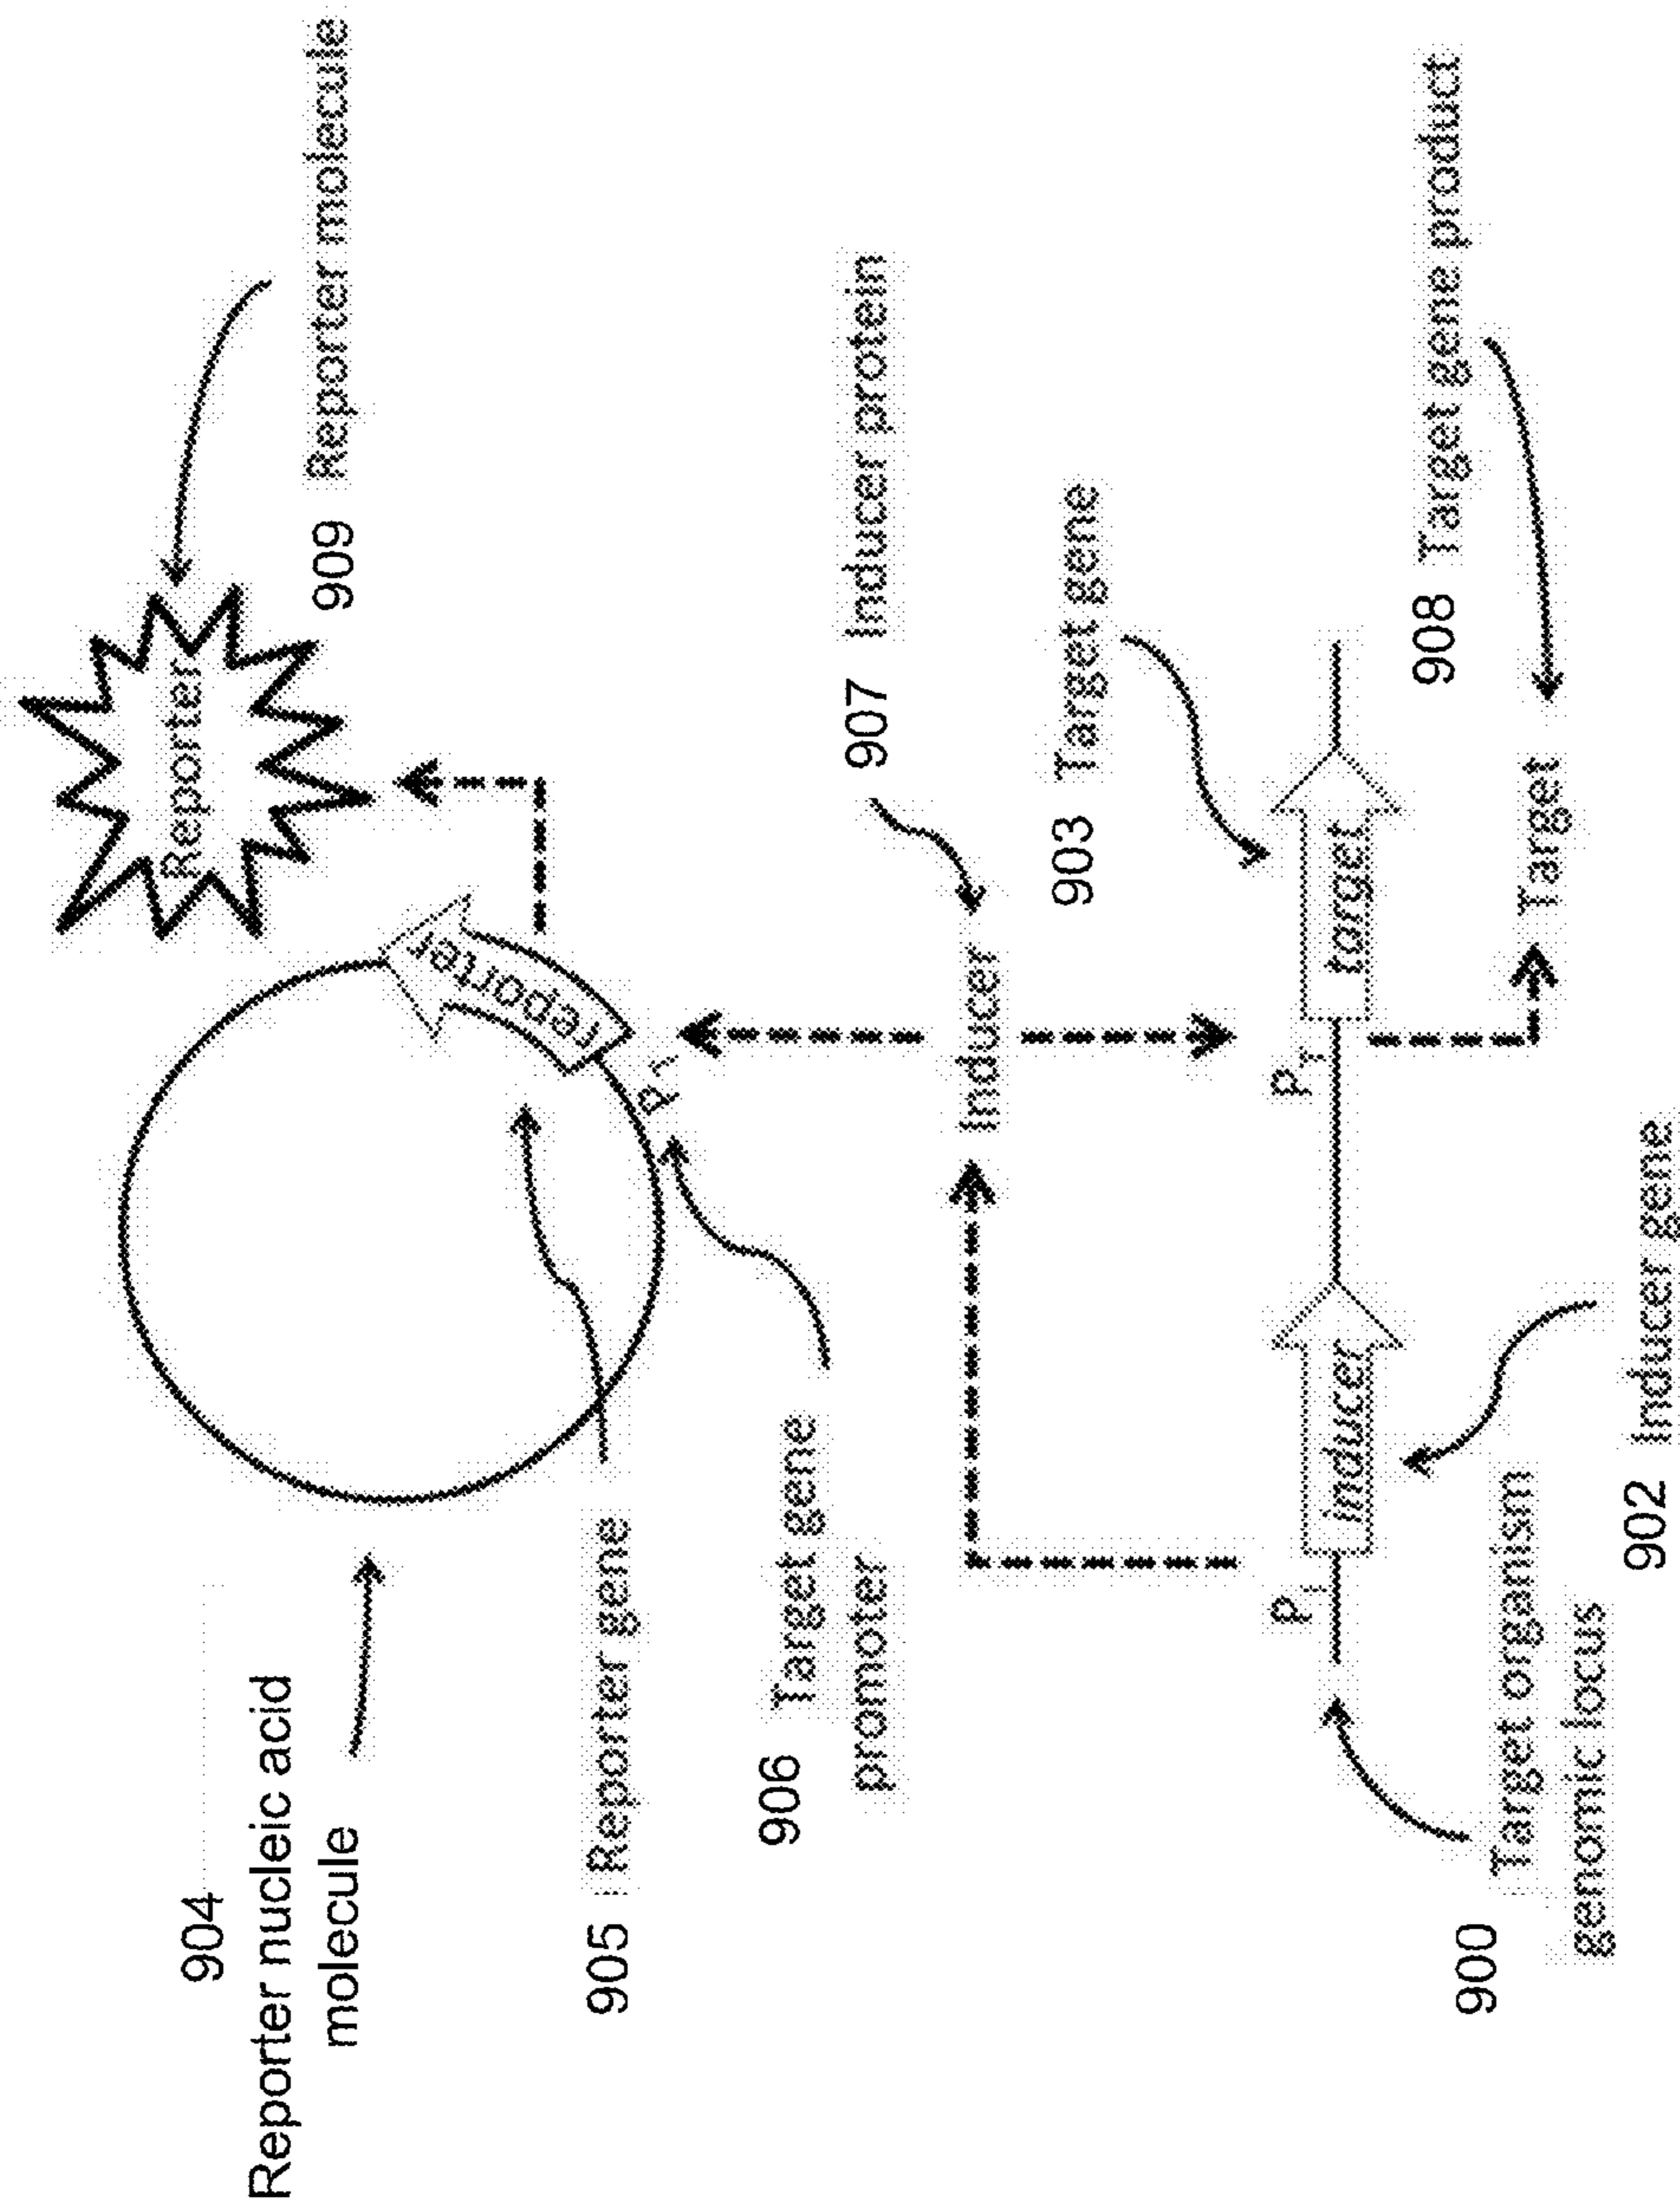 904
Reporter nucleic acid
molecule
Reporter
909 Reporter molecule
reporter
905 Reporter gene
906 Target gene
promoter
Inducer
907 Inducer protein
903 Target gene
inducer
target
900 Target organism
genomic locus
902 Inducer gene
Target
908 Target gene product